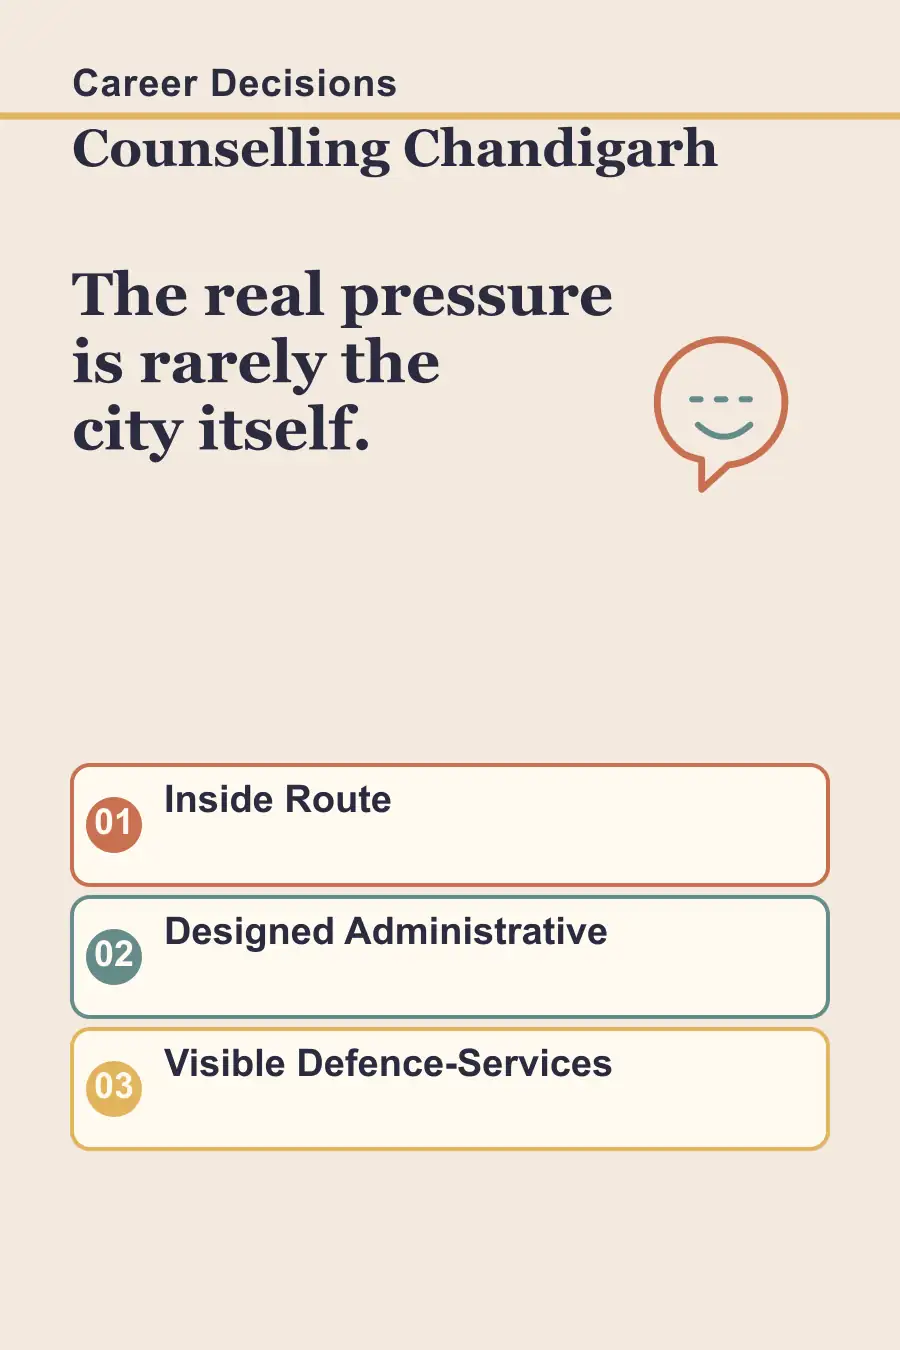 Career Decisions
Counselling Chandigarh
The real pressure
is rarely the
city itself.
01 Inside Route
02 Designed Administrative
03 Visible Defence-Services